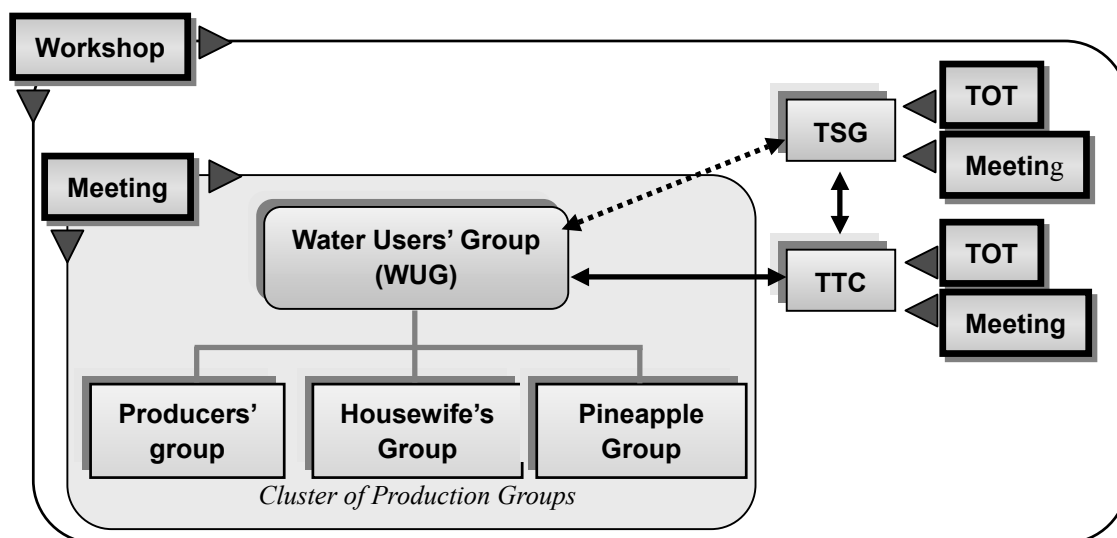 Workshop
TOT
TSG
Meeting
Meeting
Water Users’ Group
(WUG)
TOT
TTC
Meeting
Producers’
group
Housewife’s
Group
Pineapple
Group
Cluster of Production Groups